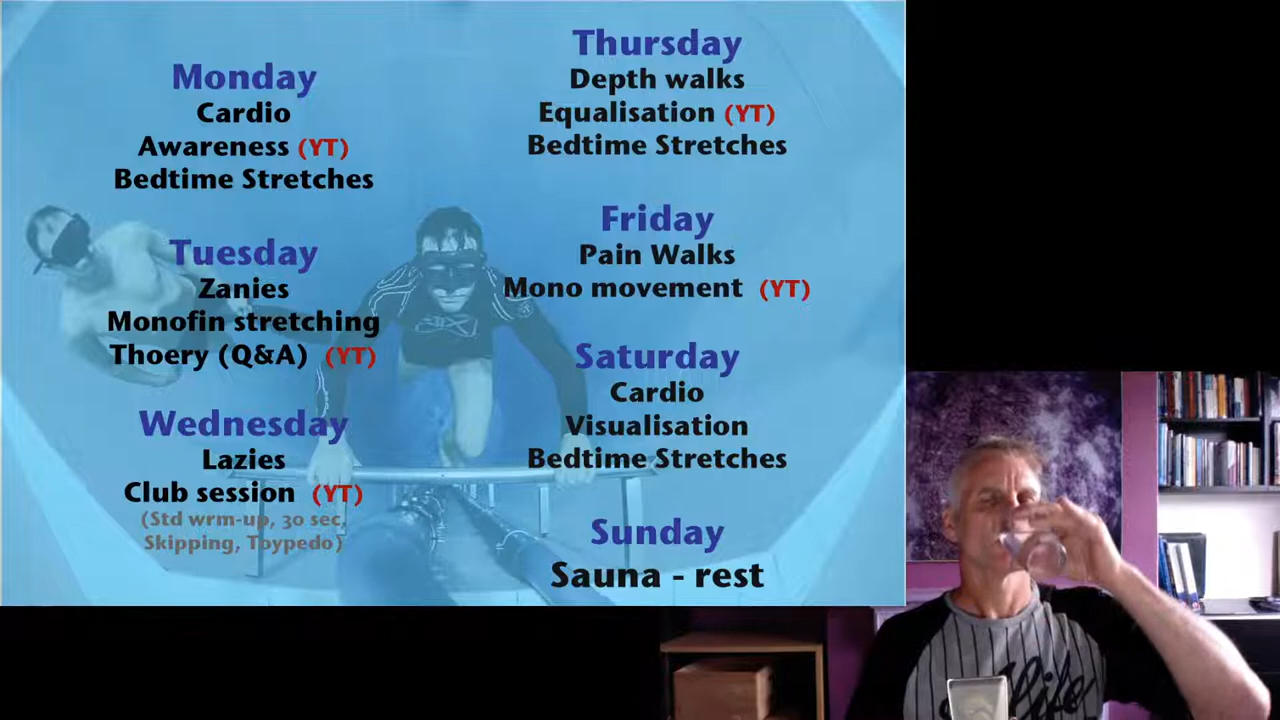 Monday
Cardio
Awareness (YT)
Bedtime Stretches
Tuesday
Zanies
Monofin stretching
Thoery (Q&A) (YT)
Wednesday
Lazies
Club session (YT)
(Std wrm-up, 30 sec,
Skipping, Toypedo)
Thursday
Depth walks
Equalisation (YT)
Bedtime Stretches
Friday
Pain Walks
Mono movement (YT)
Saturday
Cardio
Visualisation
Bedtime Stretches
Sunday
Sauna - rest